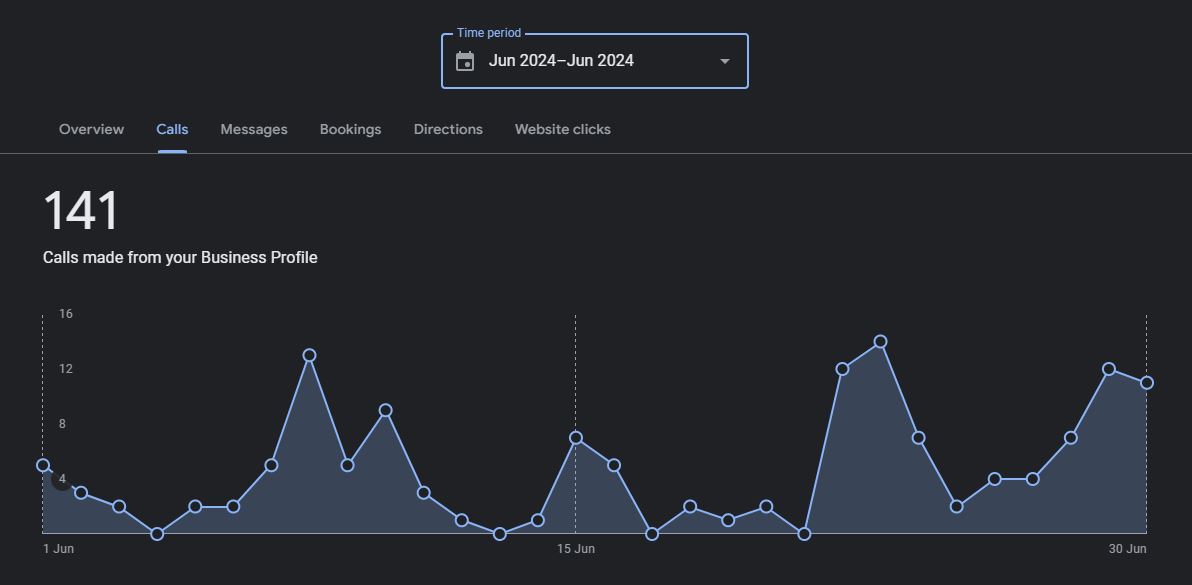 Time period
Jun 2024–Jun 2024
Overview Calls Messages Bookings Directions Website clicks
141
Calls made from your Business Profile
16
12
8
4
1 Jun 15 Jun 30 Jun